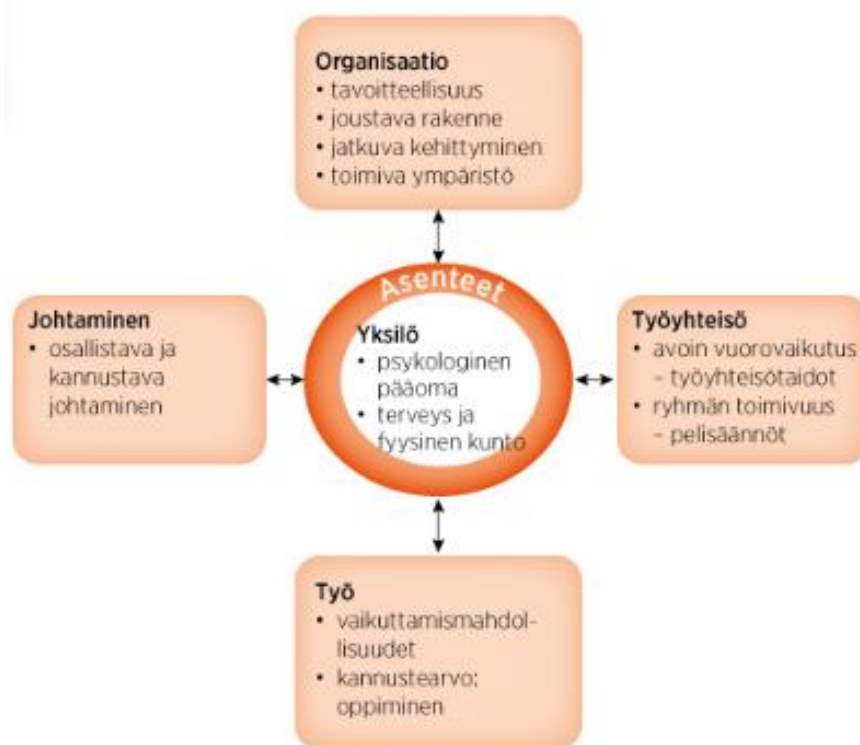 Organisaatio
• tavoitteellisuus
• joustava rakenne
• jatkuva kehittyminen
• toimiva ympäristö
Johtaminen
• osallistava ja
kannustava
johtaminen
Asenteet
Yksilö
• psykologinen
pääoma
• terveys ja
fyysinen kunto
Työyhteisö
• avoin vuorovaikutus
– työyhteisötaidot
• ryhmän toimivuus
– pelisäännöt
Työ
• vaikuttamismahdol-
lisuudet
• kannustearvo:
oppiminen